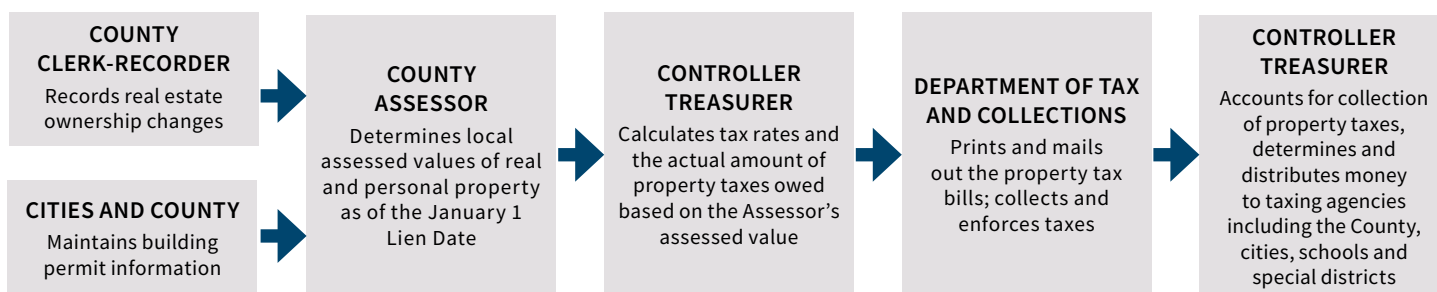 COUNTY
CLERK-RECORDER
Records real estate
ownership changes
CITIES AND COUNTY
Maintains building
permit information
COUNTY
ASSESSOR
Determines local
assessed values of real
and personal property
as of the January 1
Lien Date
CONTROLLER
TREASURER
Calculates tax rates and
the actual amount of
property taxes owed
based on the Assessor’s
assessed value
DEPARTMENT OF TAX
AND COLLECTIONS
Prints and mails
out the property tax
bills; collects and
enforces taxes
CONTROLLER
TREASURER
Accounts for collection
of property taxes,
determines and
distributes money
to taxing agencies
including the County,
cities, schools and
special districts